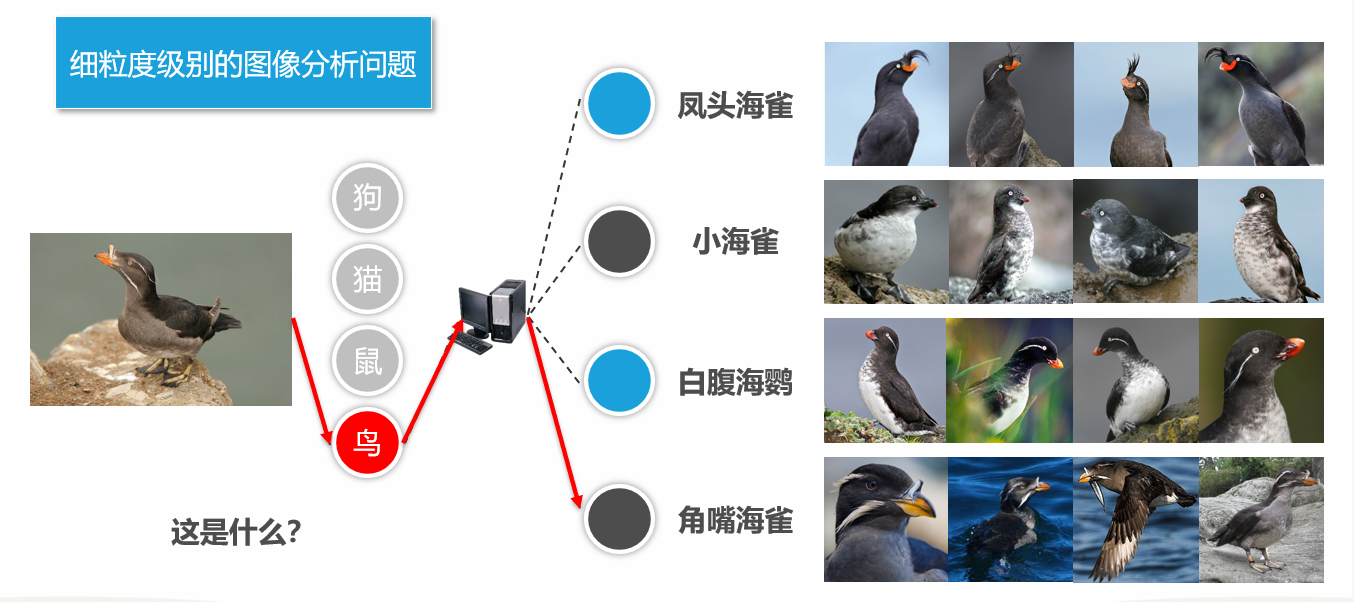 细粒度级别的图像分析问题
狗
猫
鼠
鸟
这是什么？
凤头海雀
小海雀
白腹海鹦
角嘴海雀